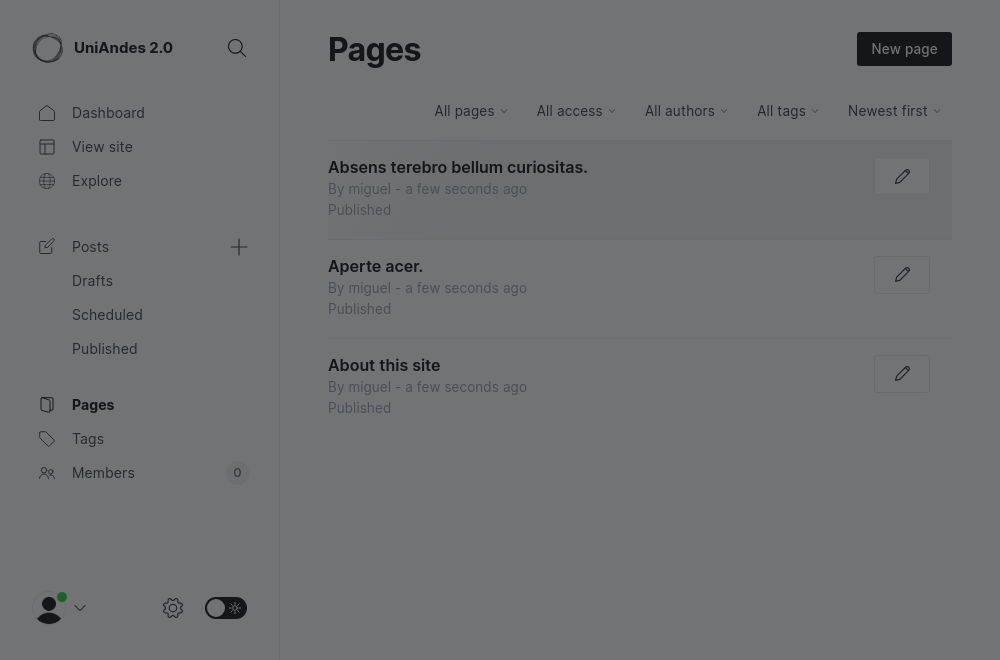 UniAndes 2.0
Dashboard
View site
Explore
Posts
Drafts
Scheduled
Published
Pages
Tags
Members 0
Pages
New page
All pages All access All authors All tags Newest first
Absens terebro bellum curiositas.
By miguel - a few seconds ago
Published
Aperte acer.
By miguel - a few seconds ago
Published
About this site
By miguel - a few seconds ago
Published